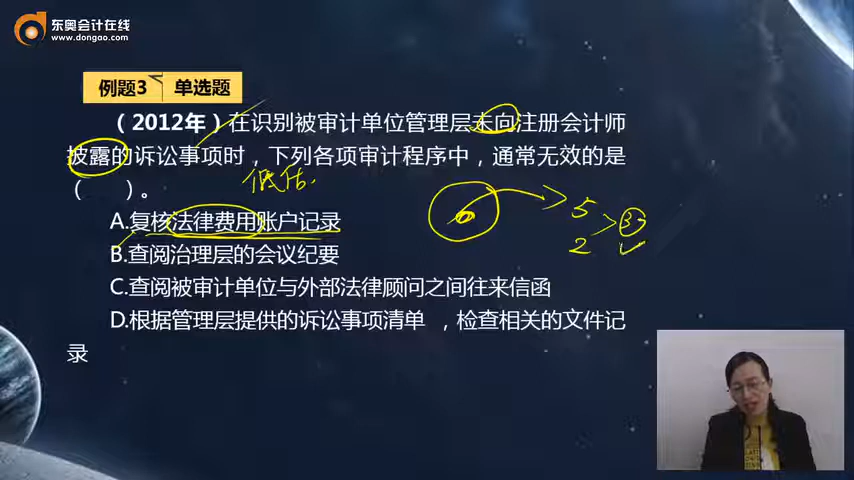 东奥会计在线
www.dongao.com
例题3 单选题
（2012年）在识别被审计单位管理层未向注册会计师
披露的诉讼事项时，下列各项审计程序中，通常无效的是
（ ）。
低估.
A.复核法律费用账户记录
5
3
B.查阅治理层的会议纪要
2
C.查阅被审计单位与外部法律顾问之间往来信函
D.根据管理层提供的诉讼事项清单 ，检查相关的文件记
录